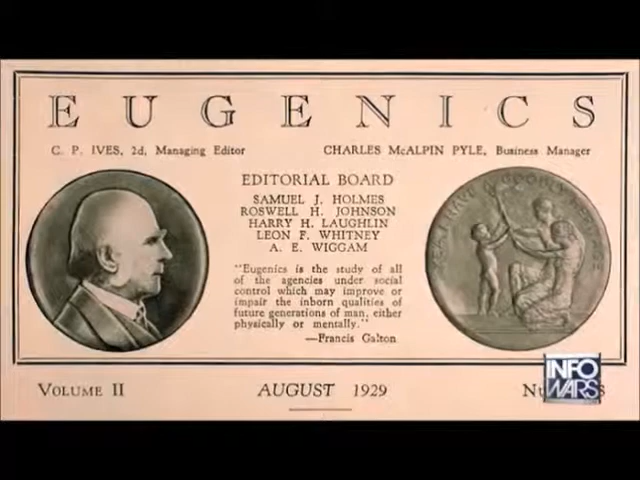 EUGENICS
C. P. IVES, 2d, Managing Editor
CHARLES McALPIN PYLE, Business Manager
EDITORIAL BOARD
SAMUEL J. HOLMES
ROSWELL H. JOHNSON
HARRY H. LAUGHLIN
LEON F. WHITNEY
A. E. WIGGAM
"Eugenics is the study of all
of the agencies under social
control which may improve or
impair the inborn qualities of
future generations of man, either
physically or mentally."
—Francis Galton
VOLUME II
AUGUST 1929
INFO
WARS